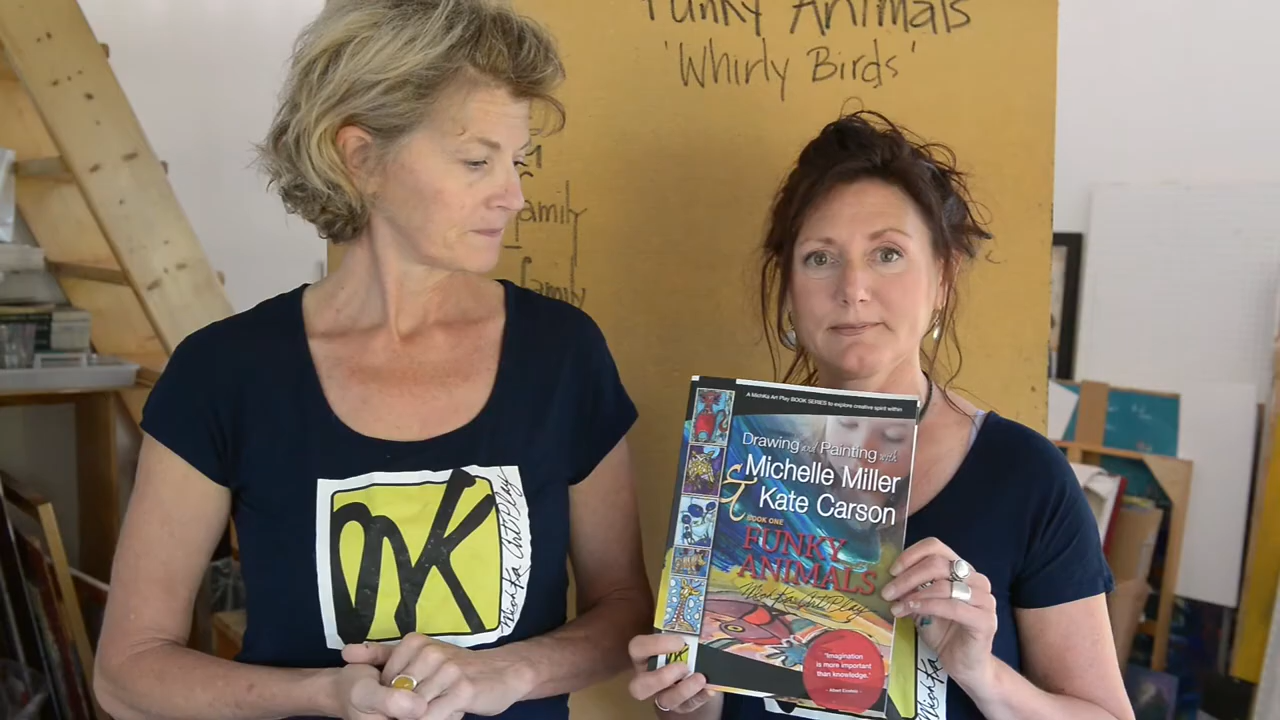 Funky Animals
'Whirly Birds'
amily
emily
MK
MishKa Art Play
A MishKa Art Play BOOK SERIES to explore creative spirit within
Drawing and Painting with
Michelle Miller
& Kate Carson
BOOK ONE
FUNKY
ANIMALS
MishKa Art Play
"Imagination
is more important
than knowledge."
- Albert Einstein -
MishKa